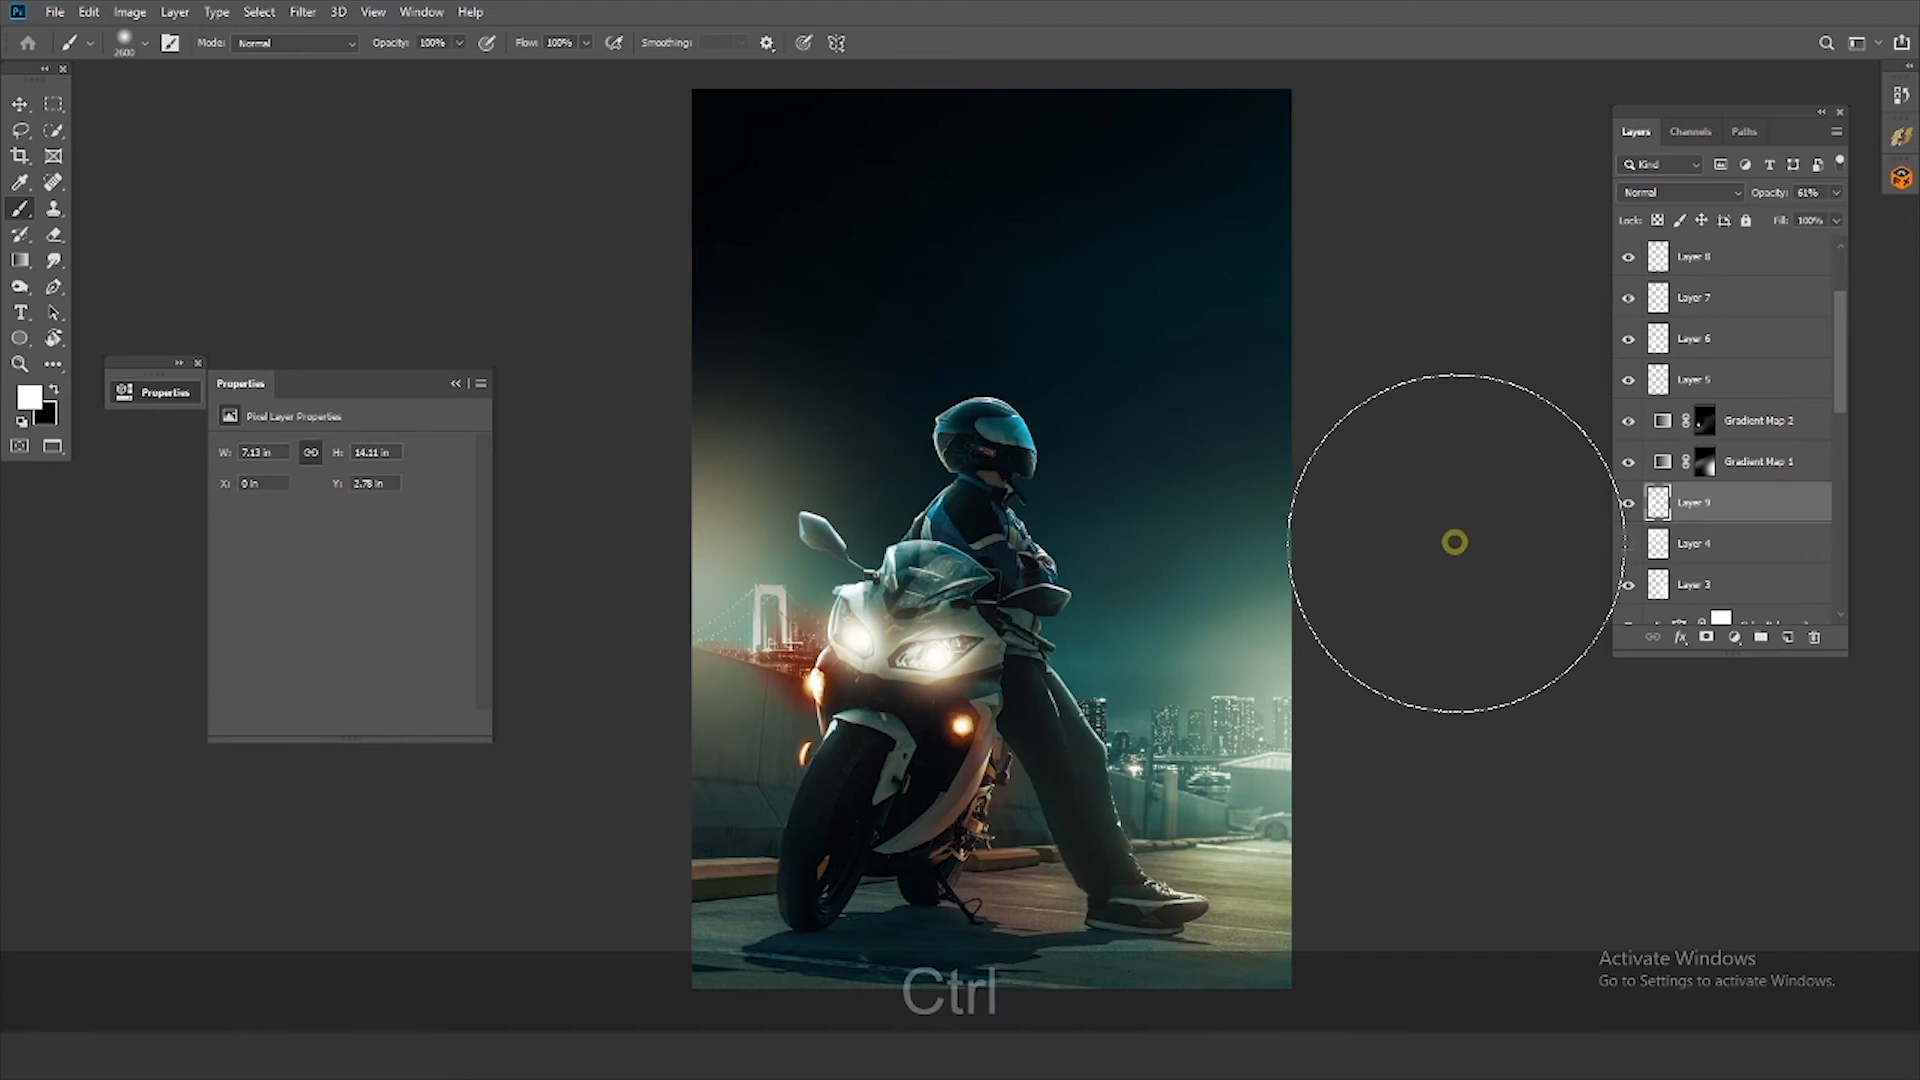 Ps File Edit Image Layer Type Select Filter 3D View Window Help
2600 Mode: Normal Opacity: 100% Flow: 100% Smoothing:
Layers Channels Paths
Kind
Normal Opacity: 61%
Lock: Fill: 100%
Layer 8
Layer 7
Layer 6
Layer 5
Gradient Map 2
Gradient Map 1
Layer 9
Layer 4
Layer 3
fx
Properties
Properties
Pixel Layer Properties
W: 7.13 in H: 14.11 in
X: 0 in Y: 2.78 in
Activate Windows
Go to Settings to activate Windows.
Ctrl